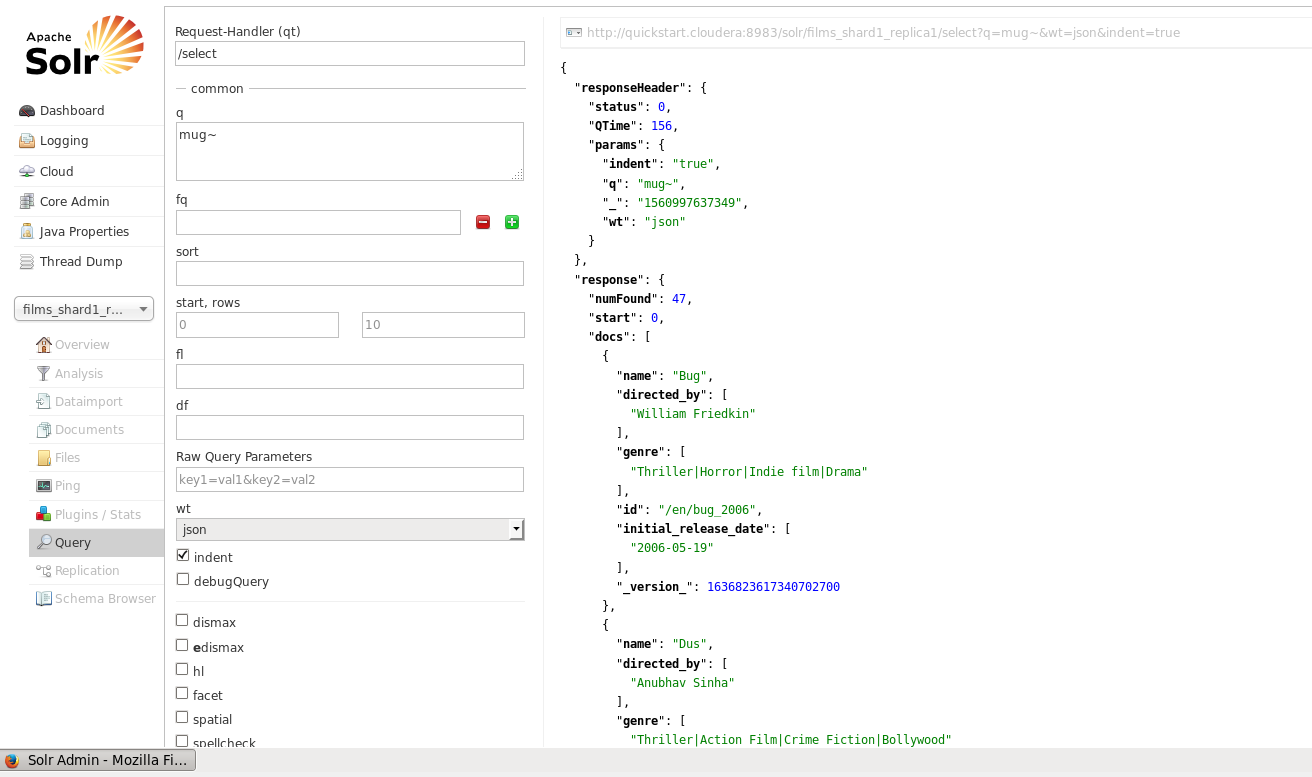 Apache
Solr
Dashboard
Logging
Cloud
Core Admin
Java Properties
Thread Dump
films_shard1_r...
Overview
Analysis
Dataimport
Documents
Files
Ping
Plugins / Stats
Query
Replication
Schema Browser
Request-Handler (qt)
/select
common
q
mug~
fq
sort
start, rows
0 10
fl
df
Raw Query Parameters
key1=val1&key2=val2
wt
json
indent
debugQuery
dismax
edismax
hl
facet
spatial
spellcheck
http://quickstart.cloudera:8983/solr/films_shard1_replica1/select?q=mug~&wt=json&indent=true
{
"responseHeader": {
"status": 0,
"QTime": 156,
"params": {
"indent": "true",
"q": "mug~",
"_": "1560997637349",
"wt": "json"
}
},
"response": {
"numFound": 47,
"start": 0,
"docs": [
{
"name": "Bug",
"directed_by": [
"William Friedkin"
],
"genre": [
"Thriller|Horror|Indie film|Drama"
],
"id": "/en/bug_2006",
"initial_release_date": [
"2006-05-19"
],
"_version_": 1636823617340702700
},
{
"name": "Dus",
"directed_by": [
"Anubhav Sinha"
],
"genre": [
"Thriller|Action Film|Crime Fiction|Bollywood"
Solr Admin - Mozilla Fi...